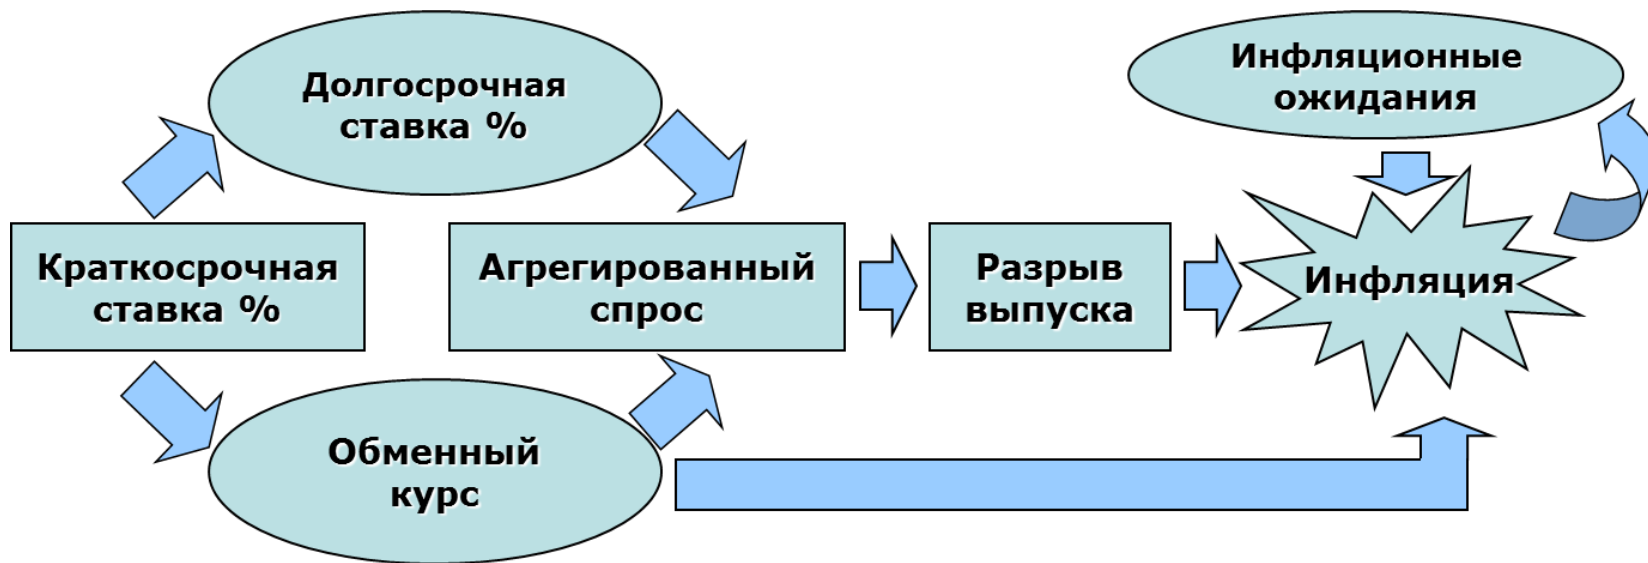 Долгосрочная
ставка %
Инфляционные
ожидания
Краткосрочная
ставка %
Агрегированный
спрос
Разрыв
выпуска
Инфляция
Обменный
курс